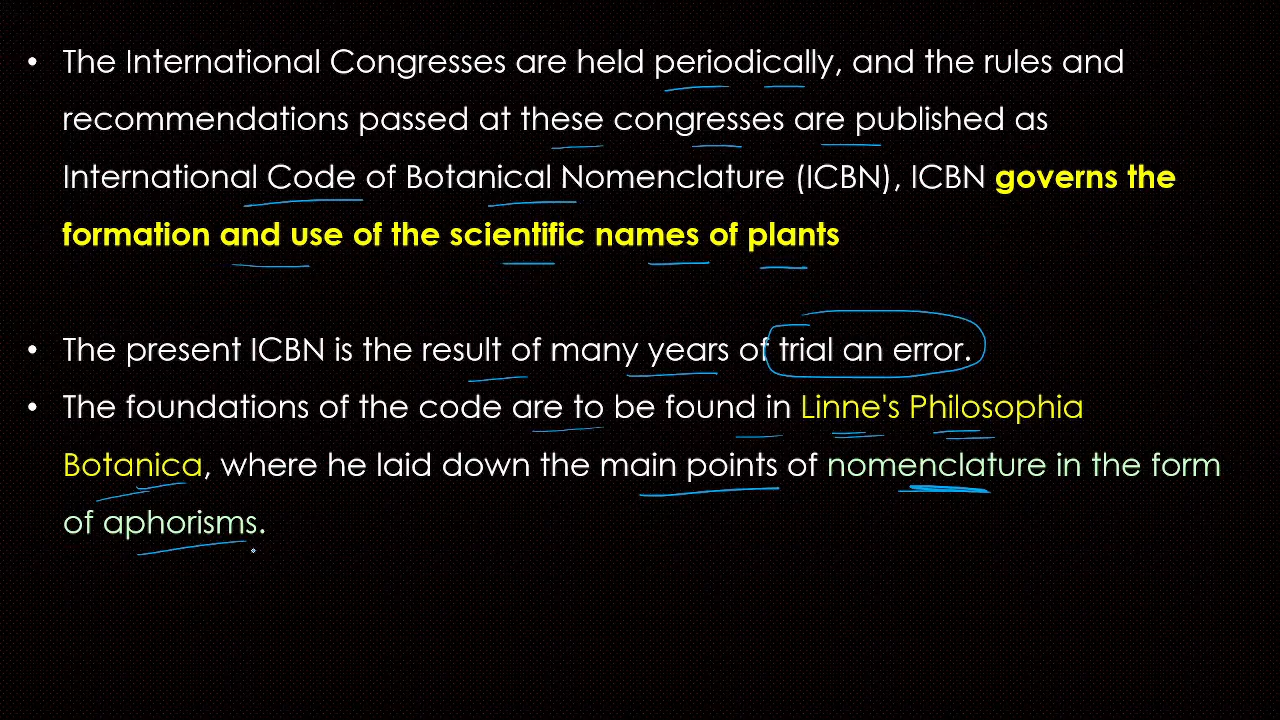 • The International Congresses are held periodically, and the rules and
recommendations passed at these congresses are published as
International Code of Botanical Nomenclature (ICBN), ICBN governs the
formation and use of the scientific names of plants
• The present ICBN is the result of many years of trial an error.
• The foundations of the code are to be found in Linne's Philosophia
Botanica, where he laid down the main points of nomenclature in the form
of aphorisms.